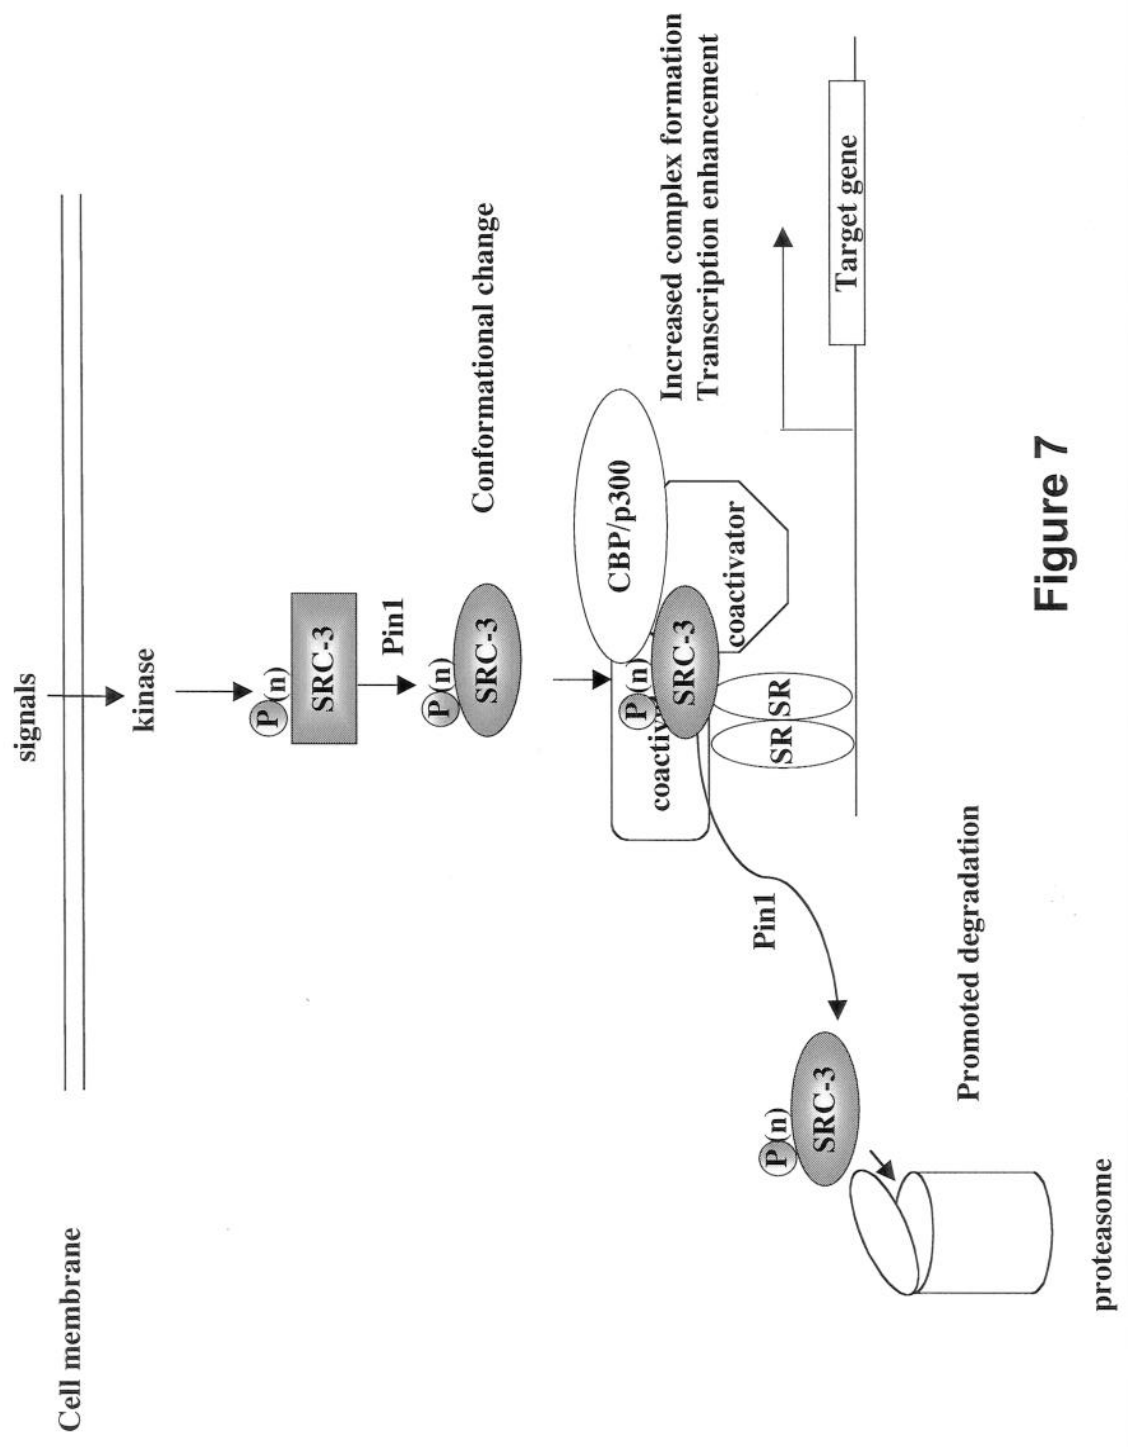 signals
Cell membrane
kinase
P(n)
SRC-3
Pin1
P(n)
SRC-3
Conformational change
CBP/p300
P(n)
SRC-3
coactiv
coactivator
SR
SR
Increased complex formation
Transcription enhancement
Target gene
Pin1
P(n)
SRC-3
Promoted degradation
proteasome
Figure 7